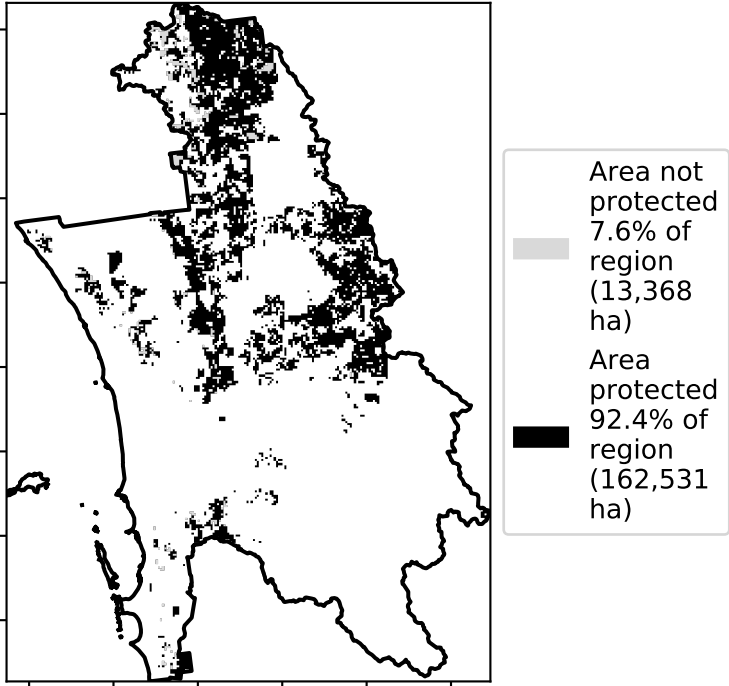 Area not
protected
7.6% of
region
(13,368
ha)
Area
protected
92.4% of
region
(162,531
ha)